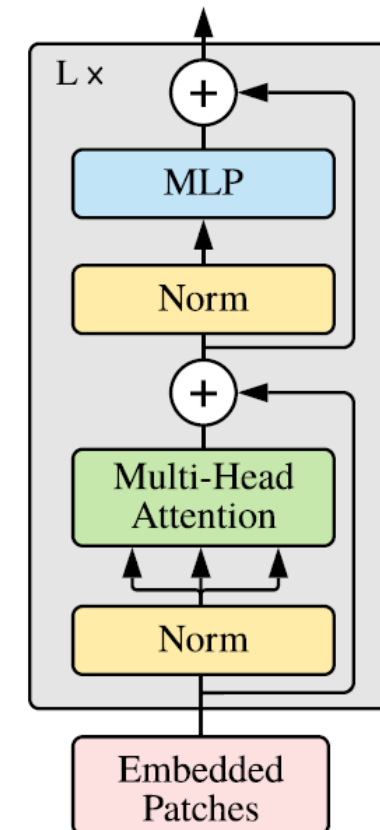 L ×
+
MLP
Norm
+
Multi-Head
Attention
Norm
Embedded
Patches